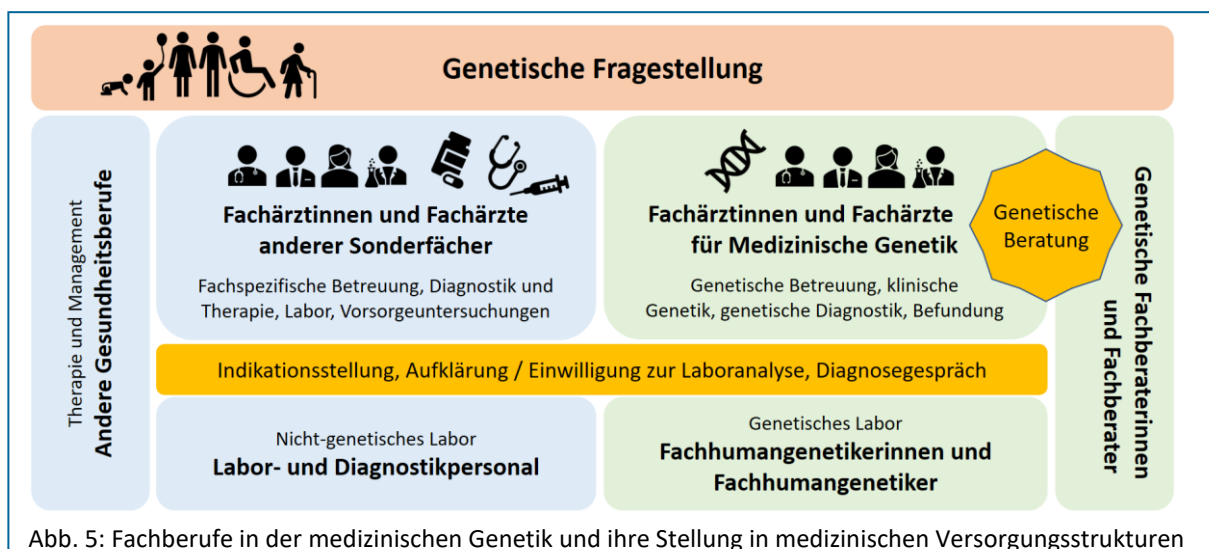 Genetische Fragestellung
Therapie und Management
Andere Gesundheitsberufe
Fachärztinnen und Fachärzte
anderer Sonderfächer
Fachspezifische Betreuung, Diagnostik und
Therapie, Labor, Vorsorgeuntersuchungen
Fachärztinnen und Fachärzte
für Medizinische Genetik
Genetische Betreuung, klinische
Genetik, genetische Diagnostik, Befundung
Genetische
Beratung
Genetische Fachberaterinnen
und Fachberater
Indikationsstellung, Aufklärung / Einwilligung zur Laboranalyse, Diagnosegespräch
Nicht-genetisches Labor
Labor- und Diagnostikpersonal
Genetisches Labor
Fachhumangenetikerinnen und
Fachhumangenetiker
Abb. 5: Fachberufe in der medizinischen Genetik und ihre Stellung in medizinischen Versorgungsstrukturen